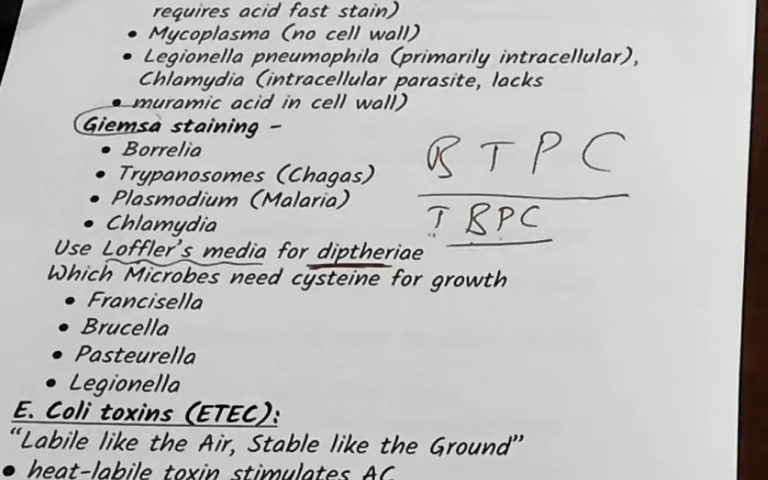 requires acid fast stain)
• Mycoplasma (no cell wall)
• Legionella pneumophila (primarily intracellular),
Chlamydia (intracellular parasite, lacks
• muramic acid in cell wall)
Giemsa staining –
• Borrelia
• Trypanosomes (Chagas)
• Plasmodium (Malaria)
• Chlamydia
B T P C
T B P C
Use Loffler's media for diptheriae
Which Microbes need cysteine for growth
• Francisella
• Brucella
• Pasteurella
• Legionella
E. Coli toxins (ETEC):
“Labile like the Air, Stable like the Ground”
• heat-labile toxin stimulates AC